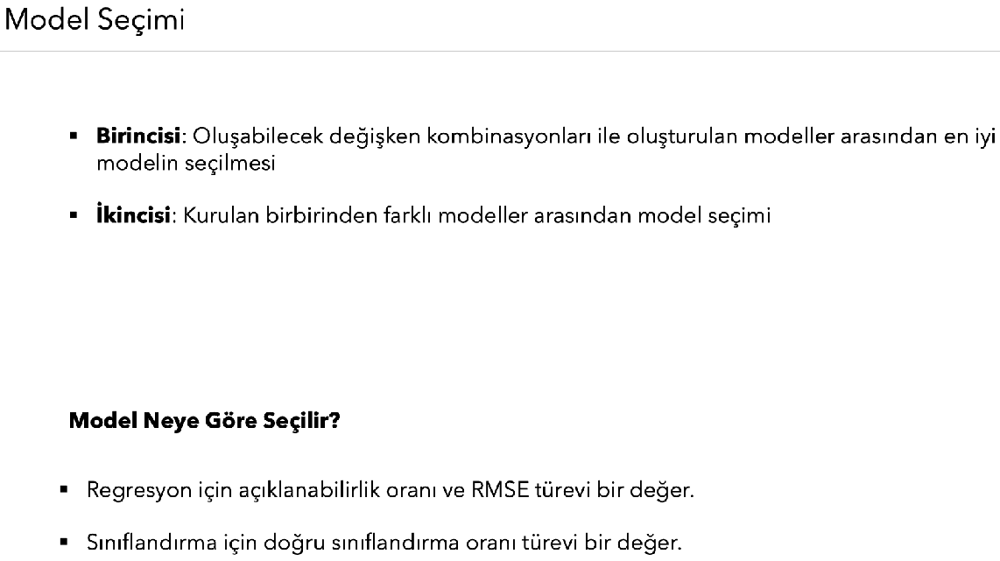 Model Seçimi
▪ Birincisi: Oluşabilecek değişken kombinasyonları ile oluşturulan modeller arasından en iyi
modelin seçilmesi
▪ İkincisi: Kurulan birbirinden farklı modeller arasından model seçimi
Model Neye Göre Seçilir?
▪ Regresyon için açıklanabilirlik oranı ve RMSE türevi bir değer.
▪ Sınıflandırma için doğru sınıflandırma oranı türevi bir değer.